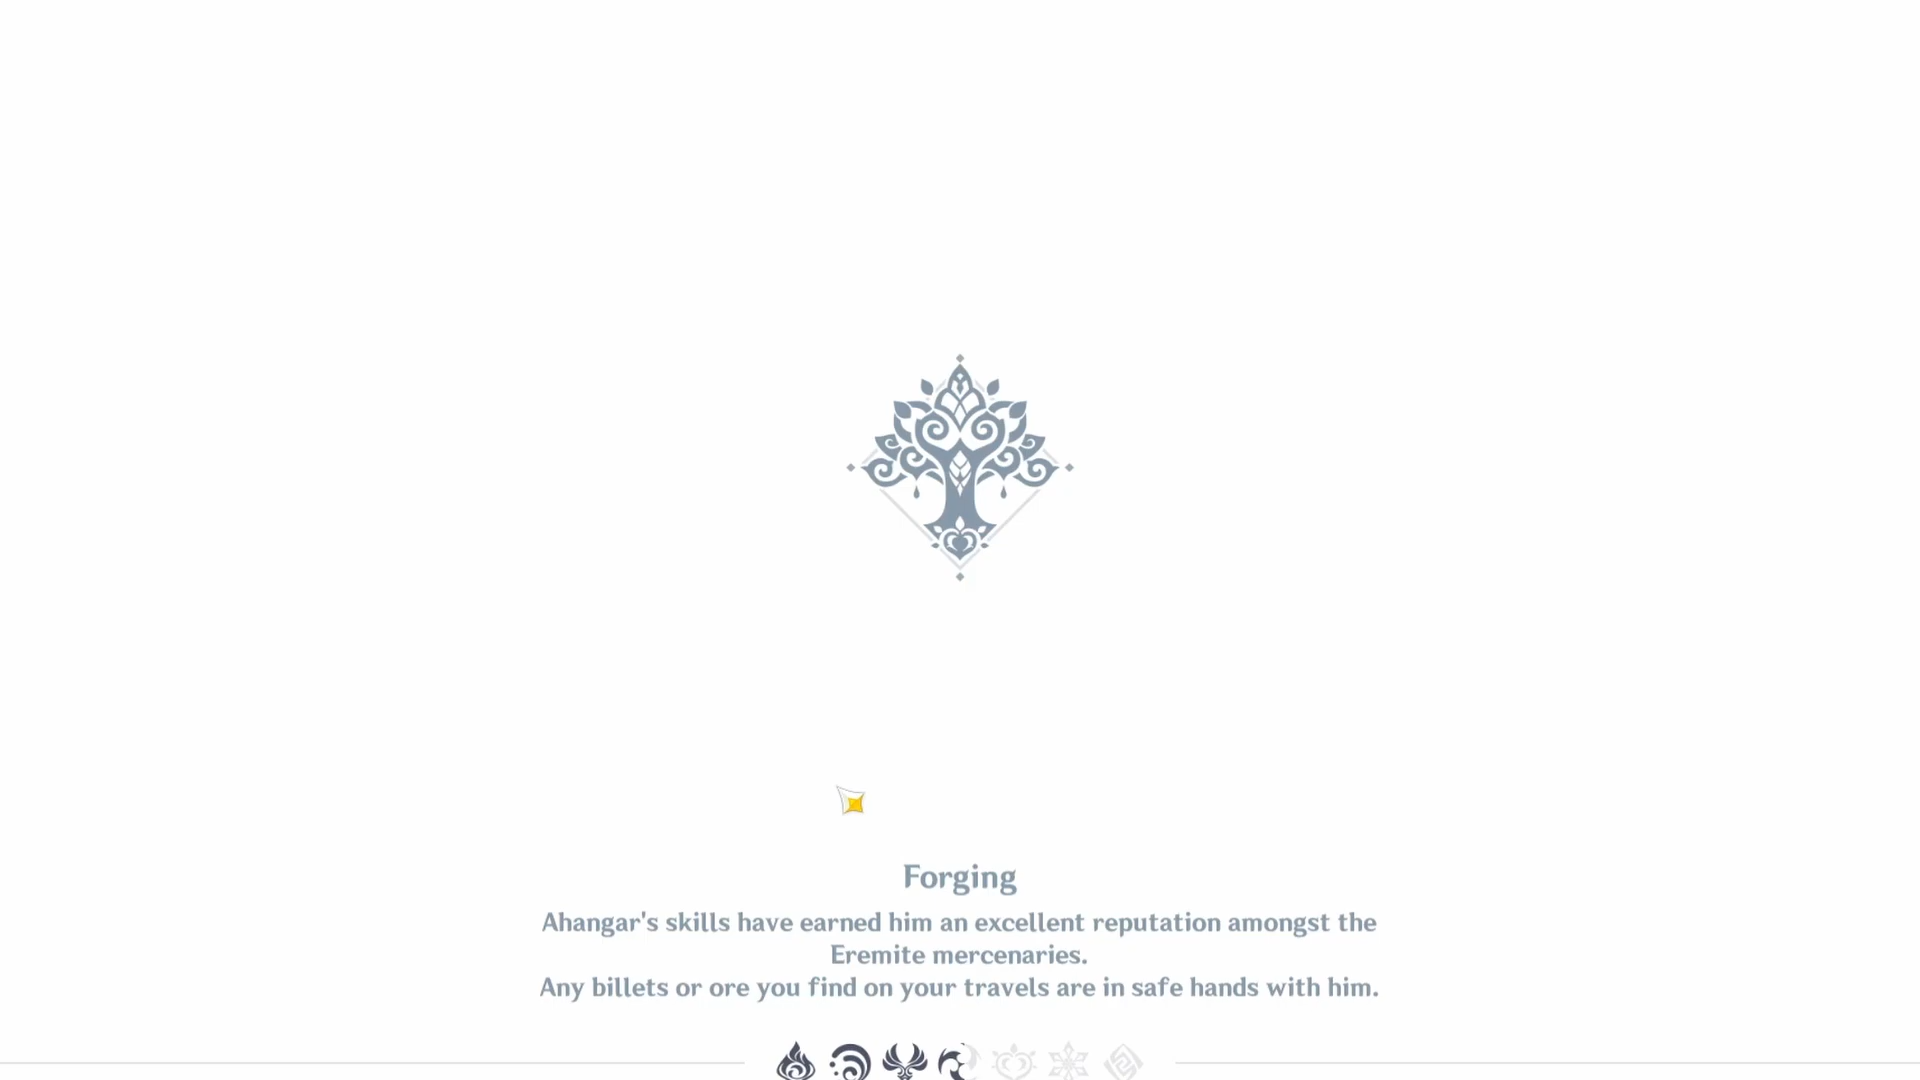 Forging
Ahangar's skills have earned him an excellent reputation amongst the
Eremite mercenaries.
Any billets or ore you find on your travels are in safe hands with him.